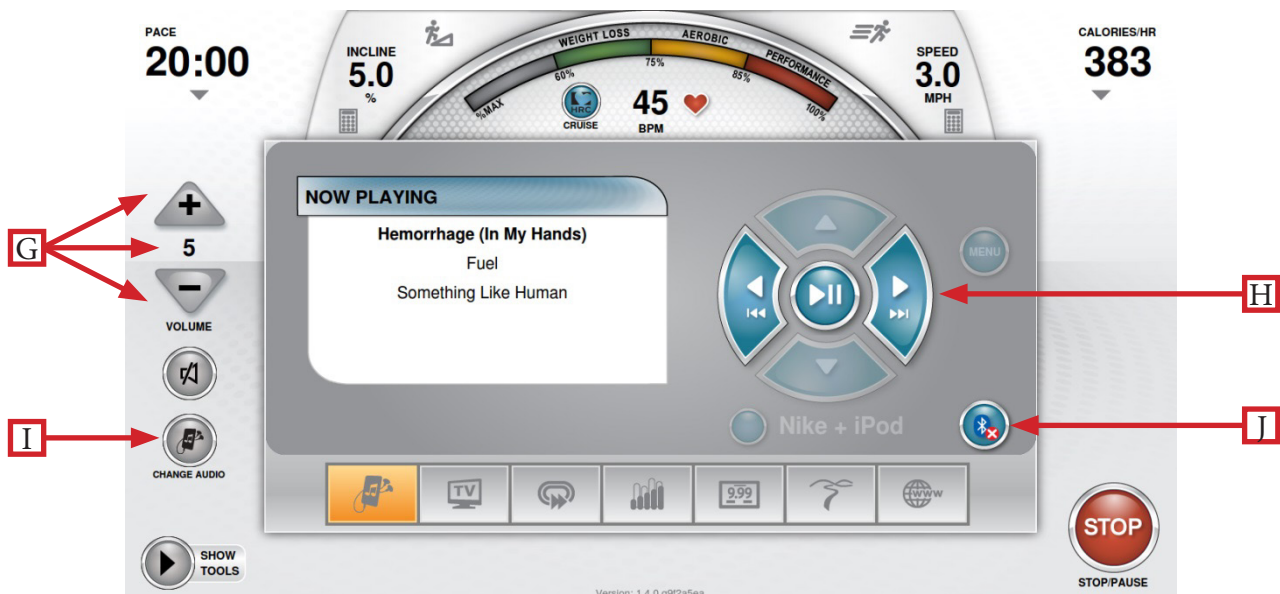 PACE
20:00
INCLINE
5.0
%
WEIGHT LOSS
AEROBIC
PERFORMANCE
%MAX
60%
75%
85%
100%
HRC
CRUISE
45
BPM
SPEED
3.0
MPH
CALORIES/HR
383
G
+
5
−
VOLUME
I
CHANGE AUDIO
NOW PLAYING
Hemorrhage (In My Hands)
Fuel
Something Like Human
MENU
H
Nike + iPod
J
TV
9.99
www
SHOW
TOOLS
STOP
STOP/PAUSE